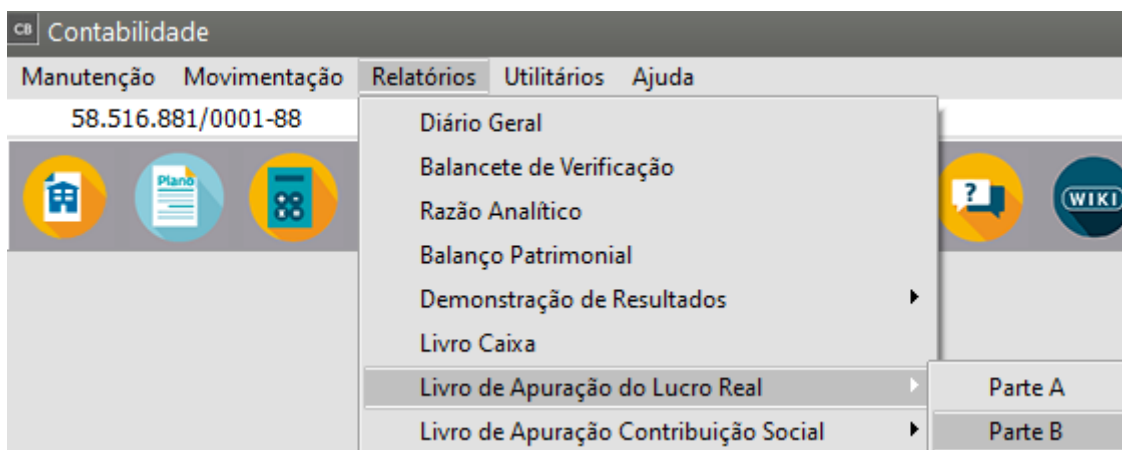 CB Contabilidade
Manutenção Movimentação Relatórios Utilitários Ajuda
58.516.881/0001-88
Plano
?
WIKI
Diário Geral
Balancete de Verificação
Razão Analítico
Balanço Patrimonial
Demonstração de Resultados
Livro Caixa
Livro de Apuração do Lucro Real
Parte A
Livro de Apuração Contribuição Social
Parte B